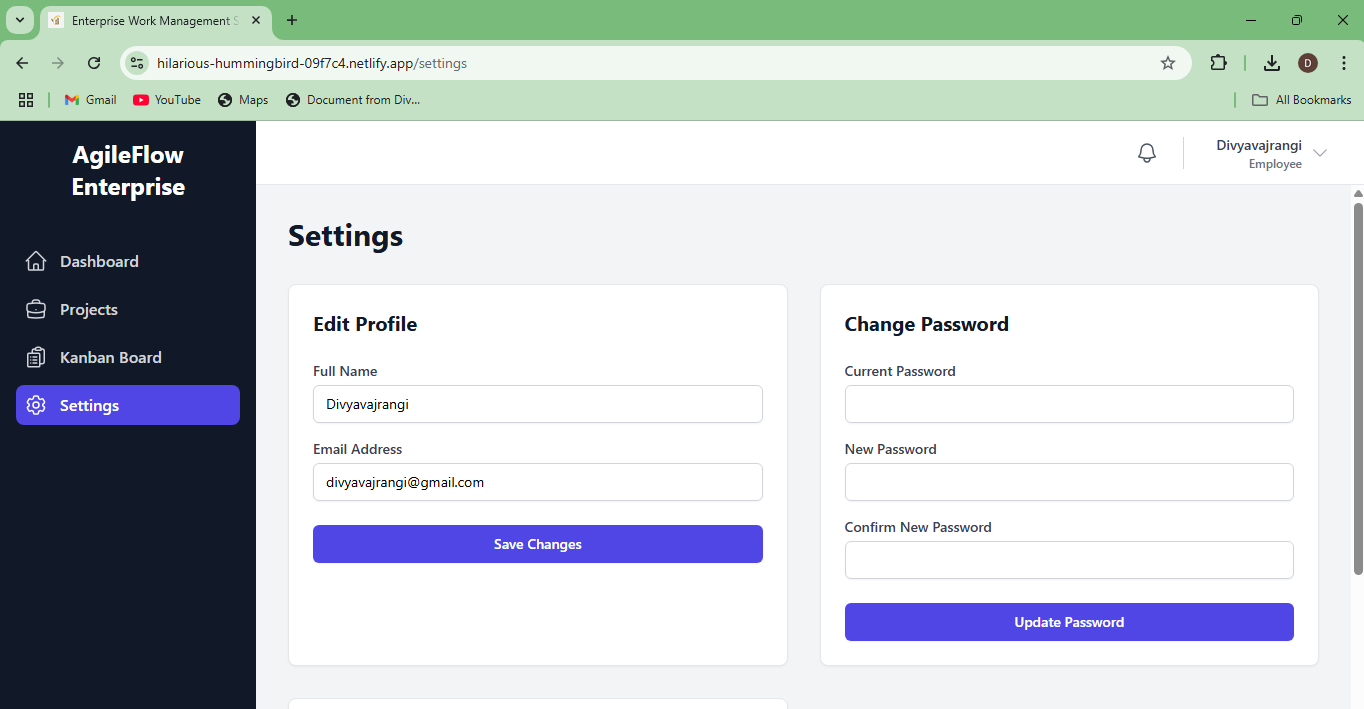 Enterprise Work Management S
hilarious-hummingbird-09f7c4.netlify.app/settings
D
Gmail
YouTube
Maps
Document from Div...
All Bookmarks
AgileFlow
Enterprise
Dashboard
Projects
Kanban Board
Settings
Divyavajrangi
Employee
Settings
Edit Profile
Full Name
Divyavajrangi
Email Address
divyavajrangi@gmail.com
Save Changes
Change Password
Current Password
New Password
Confirm New Password
Update Password